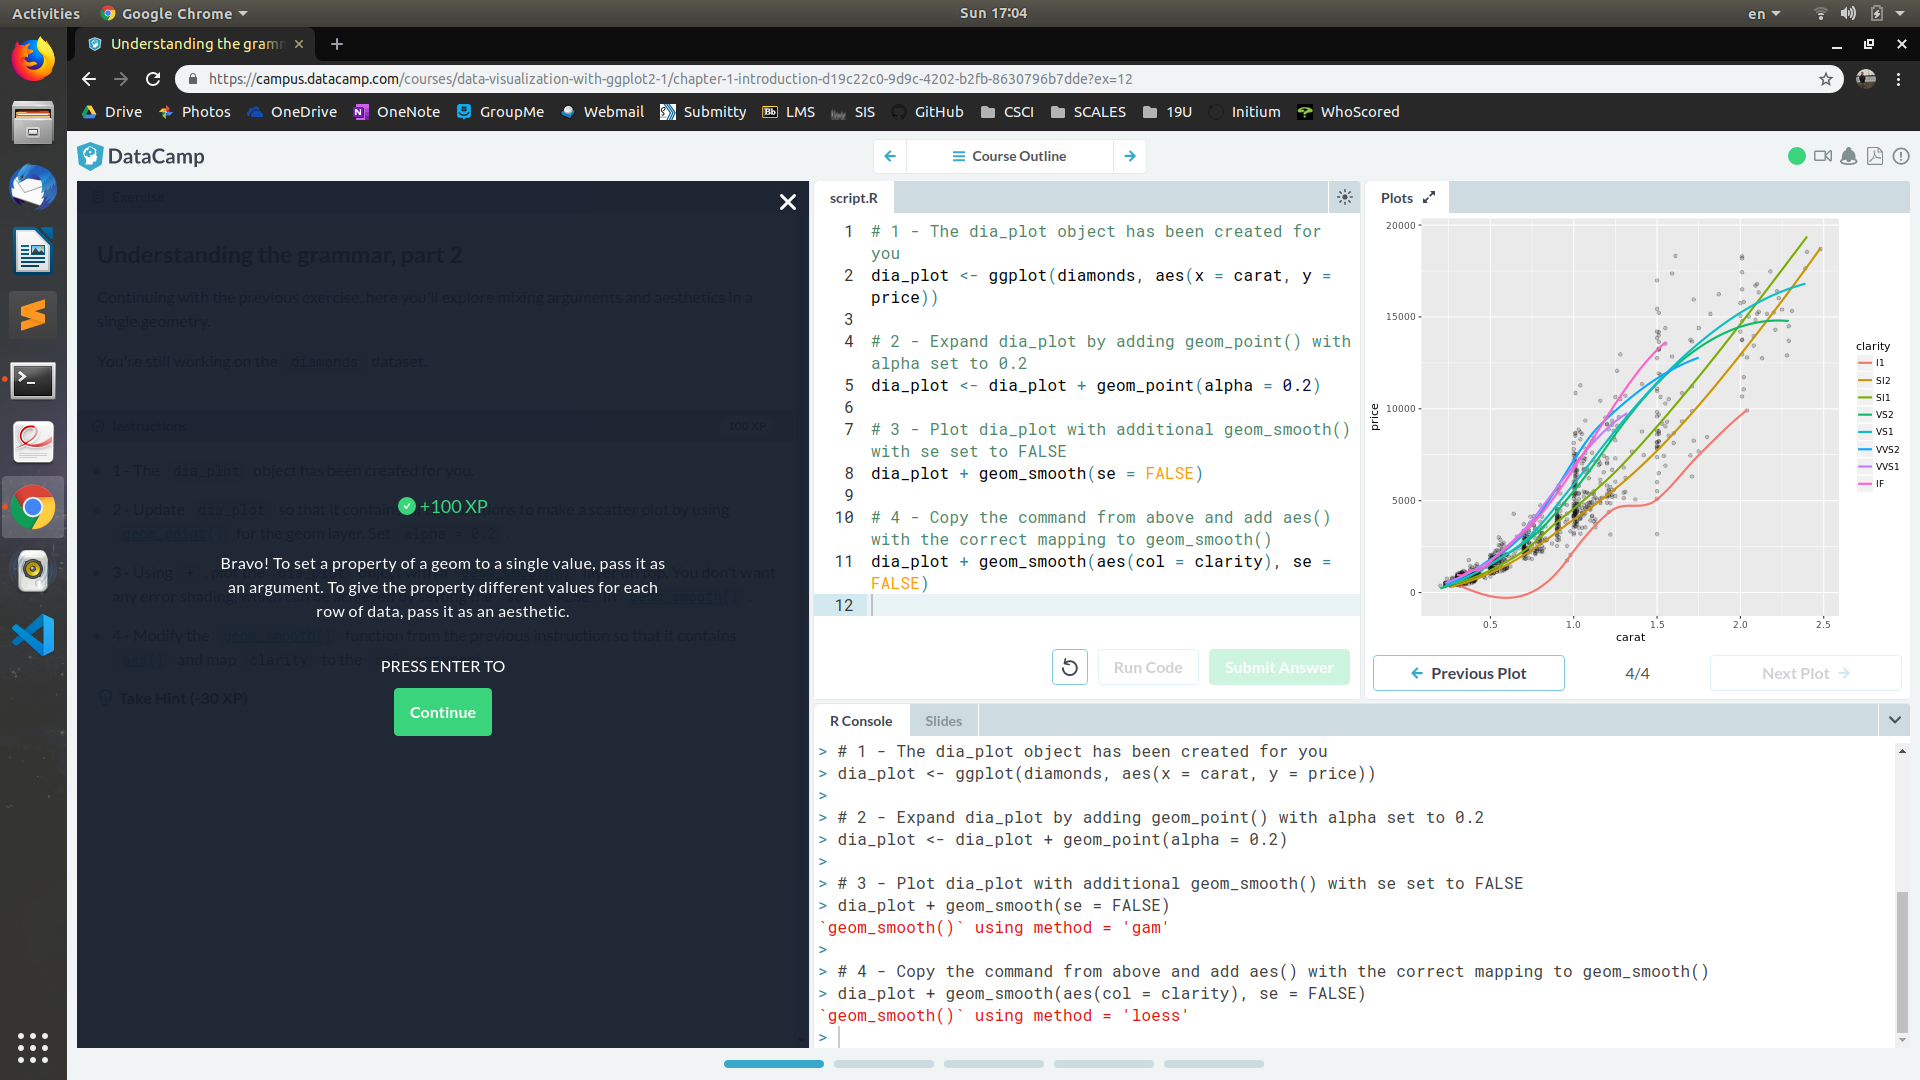 Activities
Google Chrome
Sun 17:04
en
Understanding the gramm
https://campus.datacamp.com/courses/data-visualization-with-ggplot2-1/chapter-1-introduction-d19c22c0-9d9c-4202-b2fb-8630796b7dde?ex=12
Drive Photos OneDrive OneNote GroupMe Webmail Submitty LMS SIS GitHub CSCI SCALES 19U Initium WhoScored
DataCamp
Course Outline
Exercise
Understanding the grammar, part 2
Continuing with the previous exercise, here you'll explore mixing arguments and aesthetics in a
single geometry.
You're still working on the diamonds dataset.
Instructions
100 XP
1 - The dia_plot object has been created for you.
2 - Update dia_plot so that it contains
to make a scatter plot by using
geom_point() for the geom layer. Set alpha = 0.2
3 - Using
You don't want
any error shading,
4 - Modify the geom_smooth() function from the previous instruction so that it contains
aes() and map clarity to the
Take Hint (-30 XP)
+100 XP
Bravo! To set a property of a geom to a single value, pass it as
an argument. To give the property different values for each
row of data, pass it as an aesthetic.
PRESS ENTER TO
Continue
script.R
1 # 1 - The dia_plot object has been created for
you
2 dia_plot <- ggplot(diamonds, aes(x = carat, y =
price))
3
4 # 2 - Expand dia_plot by adding geom_point() with
alpha set to 0.2
5 dia_plot <- dia_plot + geom_point(alpha = 0.2)
6
7 # 3 - Plot dia_plot with additional geom_smooth()
with se set to FALSE
8 dia_plot + geom_smooth(se = FALSE)
9
10 # 4 - Copy the command from above and add aes()
with the correct mapping to geom_smooth()
11 dia_plot + geom_smooth(aes(col = clarity), se =
FALSE)
12
Run Code
Submit Answer
Plots
20000
15000
10000
5000
0
price
0.5 1.0 1.5 2.0 2.5
carat
clarity
I1
SI2
SI1
VS2
VS1
VVS2
VVS1
IF
Previous Plot
4/4
Next Plot
R Console
Slides
> # 1 - The dia_plot object has been created for you
> dia_plot <- ggplot(diamonds, aes(x = carat, y = price))
>
> # 2 - Expand dia_plot by adding geom_point() with alpha set to 0.2
> dia_plot <- dia_plot + geom_point(alpha = 0.2)
>
> # 3 - Plot dia_plot with additional geom_smooth() with se set to FALSE
> dia_plot + geom_smooth(se = FALSE)
`geom_smooth()` using method = 'gam'
>
> # 4 - Copy the command from above and add aes() with the correct mapping to geom_smooth()
> dia_plot + geom_smooth(aes(col = clarity), se = FALSE)
`geom_smooth()` using method = 'loess'
>